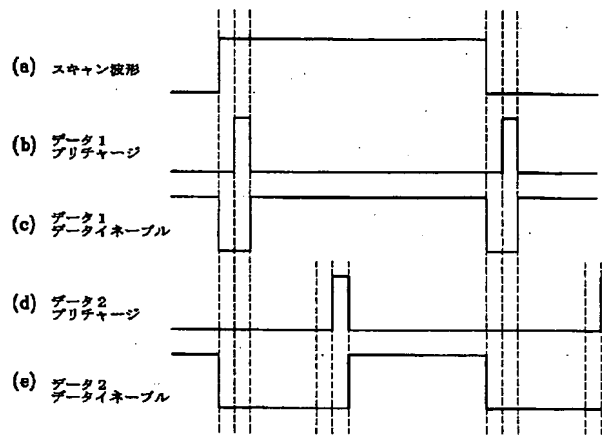 (a) スキャン波形
(b) データ1
プリチャージ
(c) データ1
データイネーブル
(d) データ2
プリチャージ
(e) データ2
データイネーブル